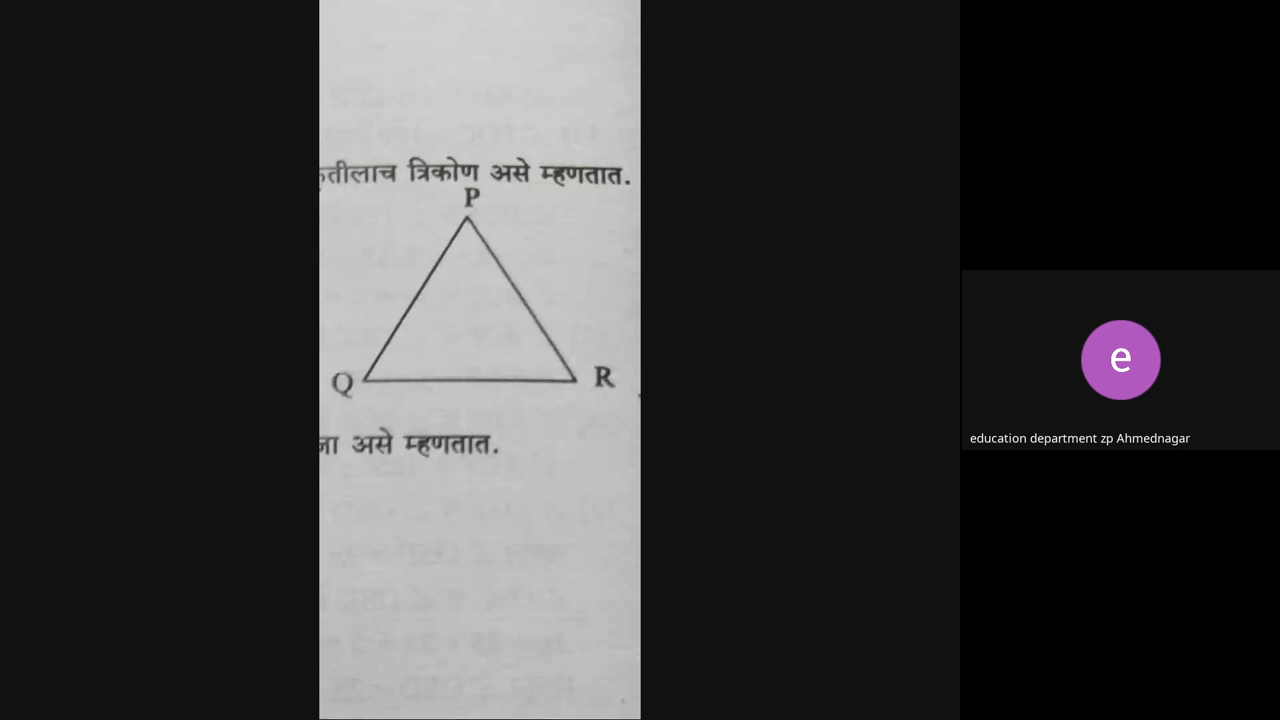 त्रिकोण असे म्हणतात.
P
Q
R
असे म्हणतात.
e
education department zp Ahmednagar